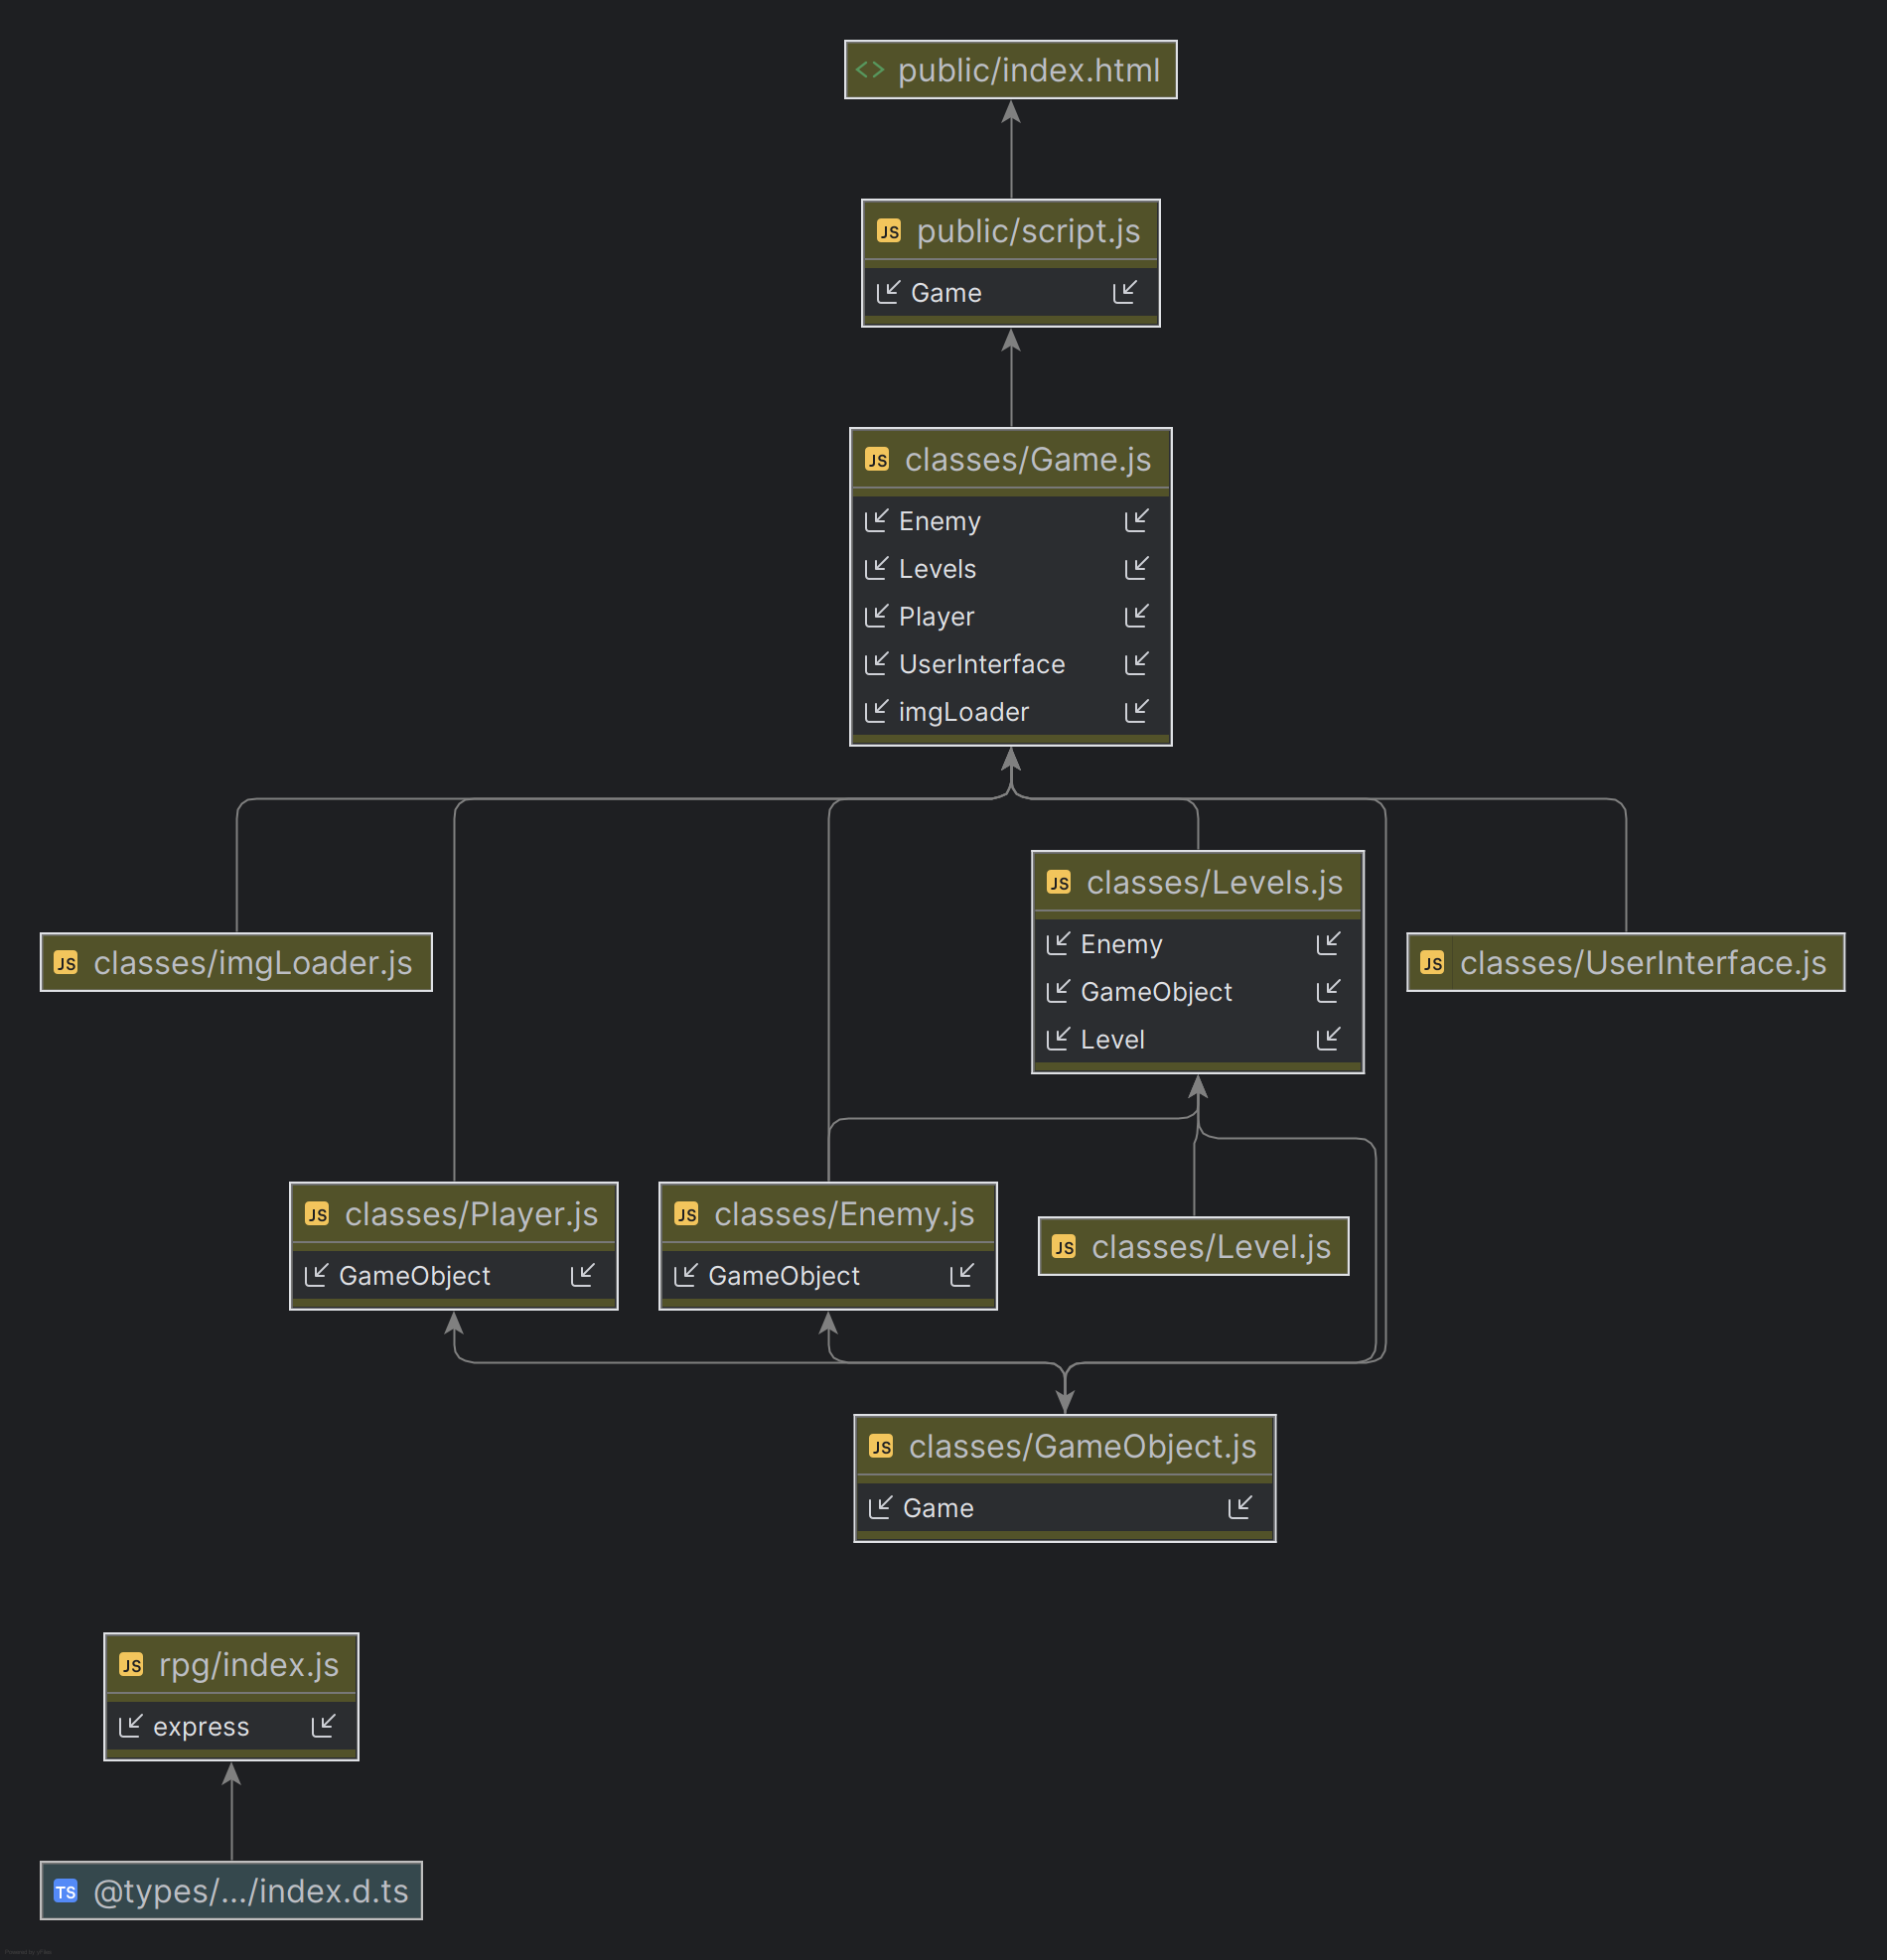 public/index.html
JS public/script.js
Game
JS classes/Game.js
Enemy
Levels
Player
UserInterface
imgLoader
JS classes/Levels.js
Enemy
GameObject
Level
JS classes/imgLoader.js
JS classes/UserInterface.js
JS classes/Player.js
GameObject
JS classes/Enemy.js
GameObject
JS classes/Level.js
JS classes/GameObject.js
Game
JS rpg/index.js
express
TS @types/.../index.d.ts
Powered by yFiles